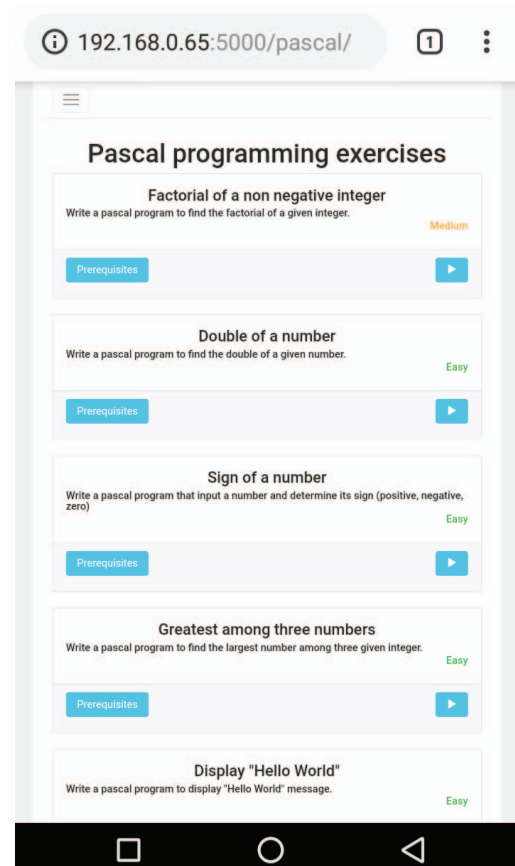 192.168.0.65:5000/pascal/
1
Pascal programming exercises
Factorial of a non negative integer
Write a pascal program to find the factorial of a given integer.
Medium
Prerequisites
Double of a number
Write a pascal program to find the double of a given number.
Easy
Prerequisites
Sign of a number
Write a pascal program that input a number and determine its sign (positive, negative,
zero)
Easy
Prerequisites
Greatest among three numbers
Write a pascal program to find the largest number among three given integer.
Easy
Prerequisites
Display "Hello World"
Write a pascal program to display "Hello World" message.
Easy